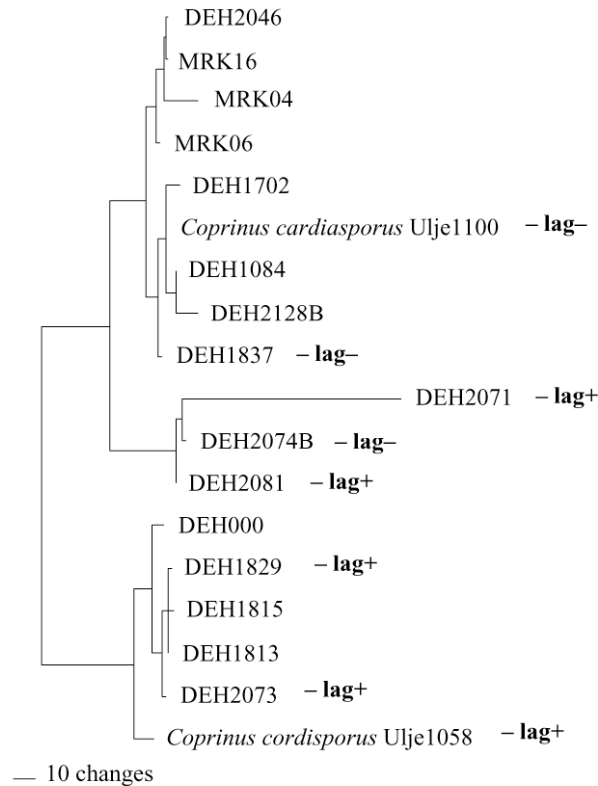 DEH2046
MRK16
MRK04
MRK06
DEH1702
Coprinus cardiasporus Ulje1100 – lag–
DEH1084
DEH2128B
DEH1837 – lag–
DEH2071 – lag+
DEH2074B – lag–
DEH2081 – lag+
DEH000
DEH1829 – lag+
DEH1815
DEH1813
DEH2073 – lag+
Coprinus cordisporus Ulje1058 – lag+
10 changes